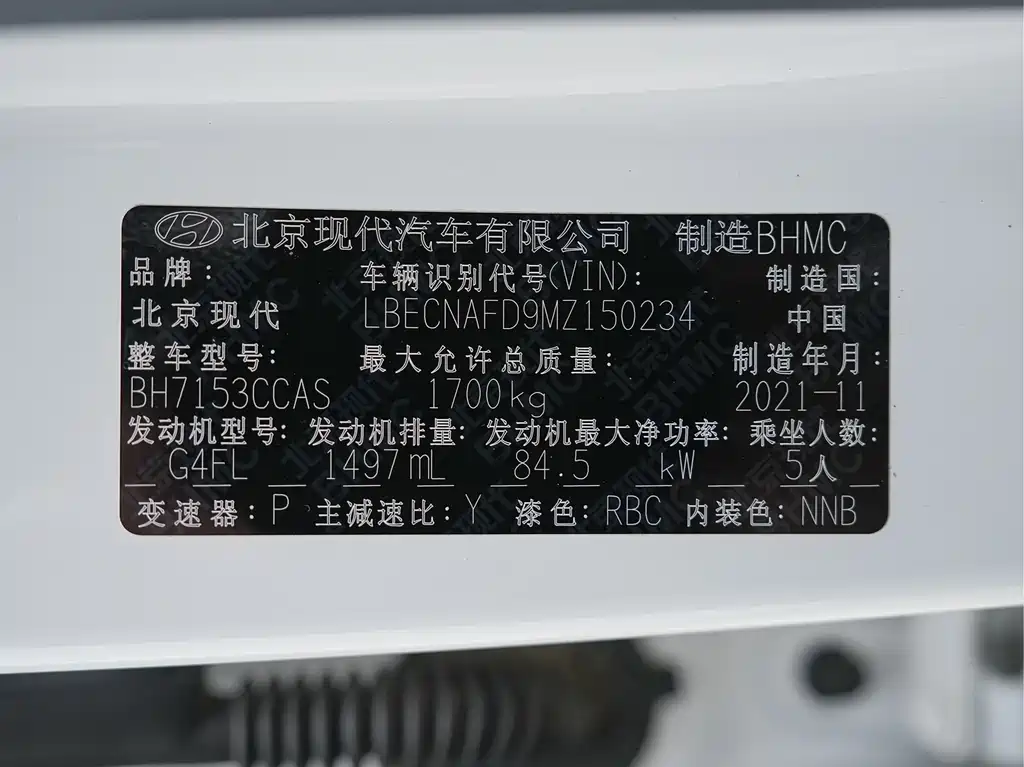 北京现代汽车有限公司 制造BHMC
品牌： 车辆识别代号(VIN)： 制造国：
北京现代 LBECNAFD9MZ150234 中国
整车型号： 最大允许总质量： 制造年月：
BH7153CCAS 1700kg 2021-11
发动机型号： 发动机排量： 发动机最大净功率： 乘坐人数：
G4FL 1497mL 84.5 kW 5人
变速器：P 主减速比：Y 漆色：RBC 内装色：NNB